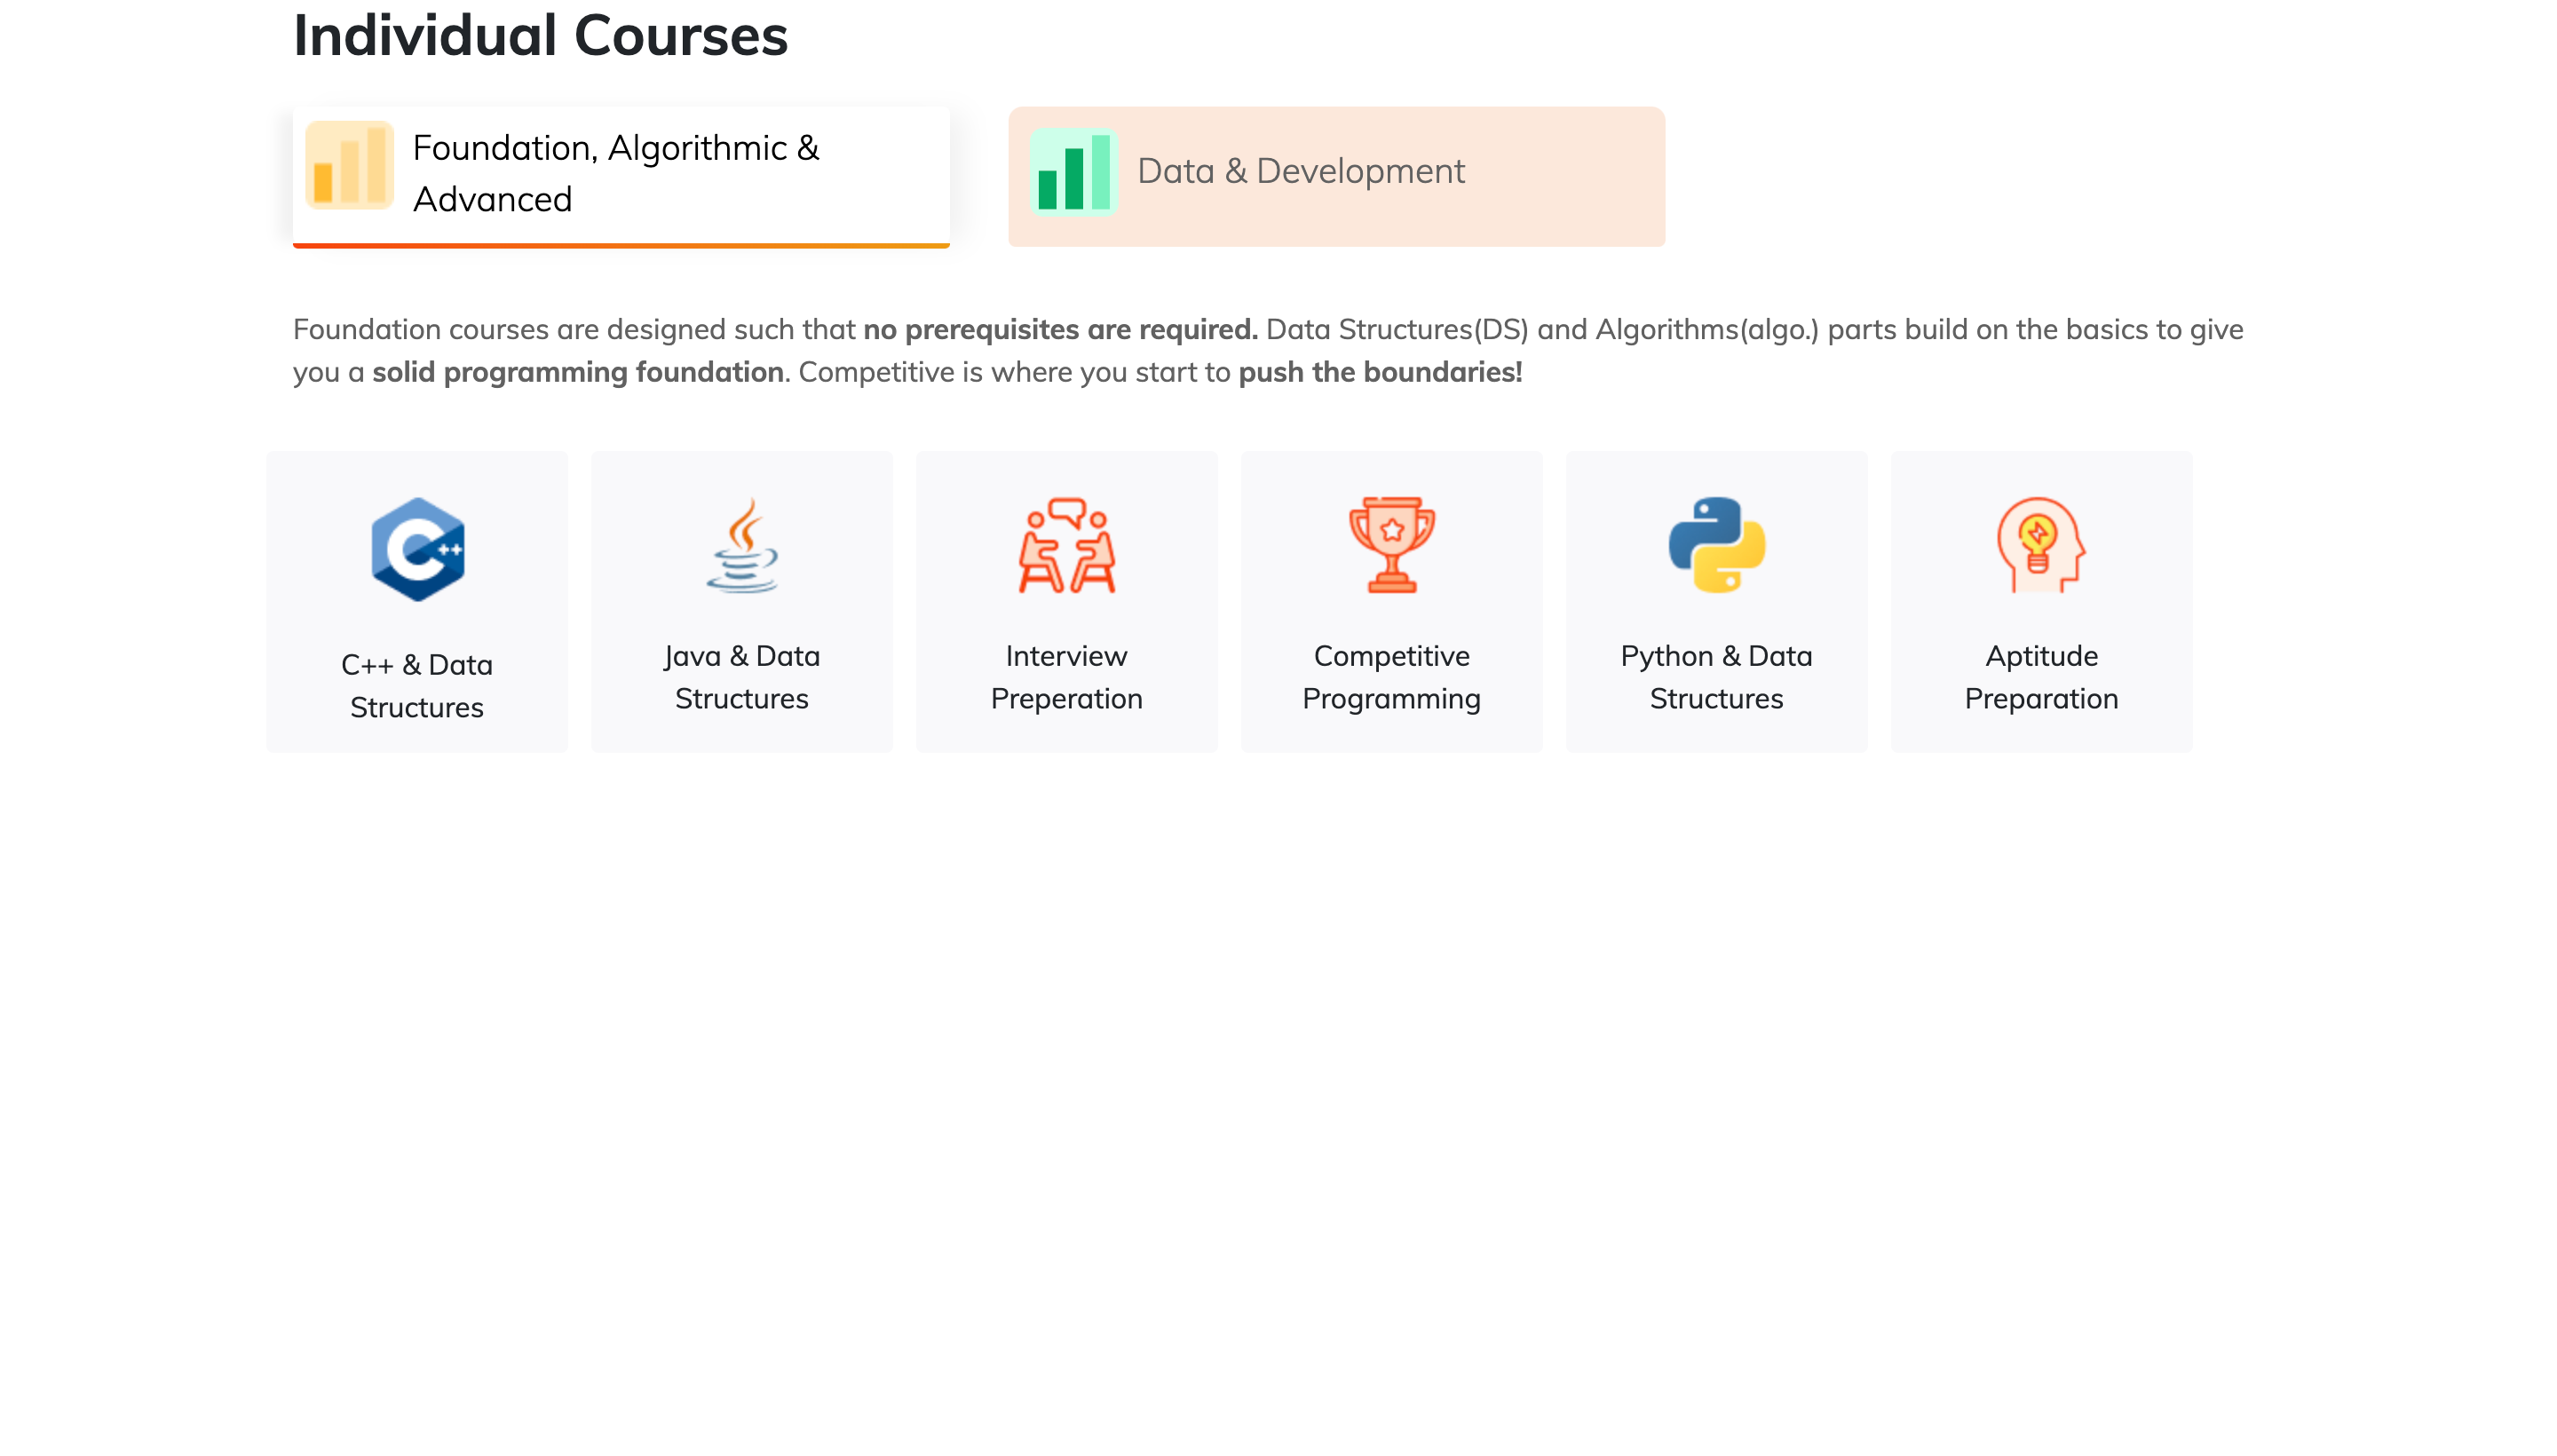 Individual Courses
Foundation, Algorithmic &
Advanced
Data & Development
Foundation courses are designed such that no prerequisites are required. Data Structures(DS) and Algorithms(algo.) parts build on the basics to give
you a solid programming foundation. Competitive is where you start to push the boundaries!
C++ & Data
Structures
Java & Data
Structures
Interview
Preperation
Competitive
Programming
Python & Data
Structures
Aptitude
Preparation